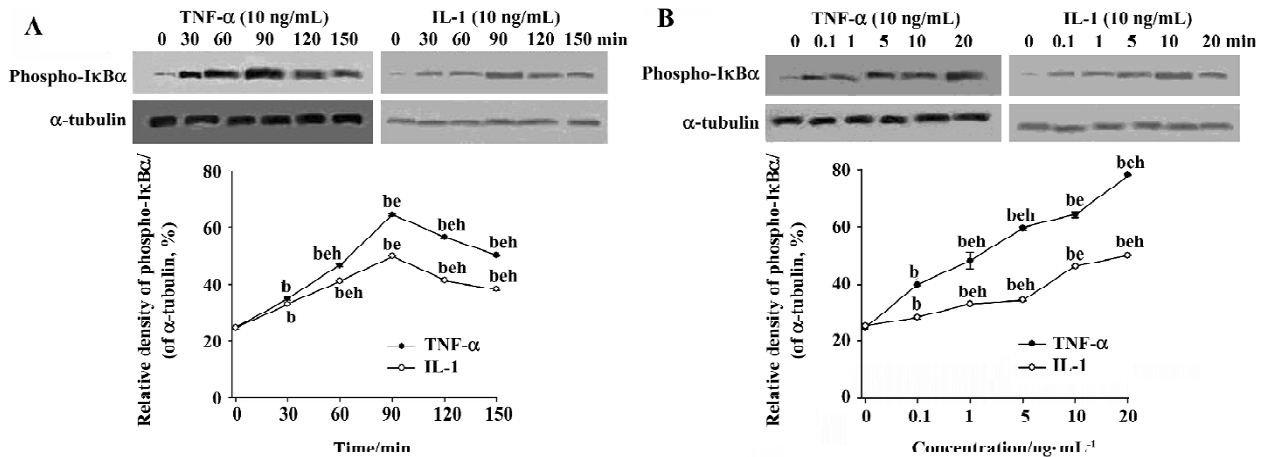 A
TNF-α (10 ng/mL) IL-1 (10 ng/mL)
0 30 60 90 120 150 0 30 60 90 120 150 min
Phospho-IκBα
α-tubulin
Relative density of phospho-IκBα/
(of α-tubulin, %)
80
60
40
20
0
b
beh
be
beh
beh
b
beh
be
beh
beh
TNF-α
IL-1
0 30 60 90 120 150
Time/min
B
TNF-α (10 ng/mL) IL-1 (10 ng/mL)
0 0.1 1 5 10 20 0 0.1 1 5 10 20 min
Phospho-IκBα
α-tubulin
Relative density of phospho-IκBα/
(of α-tubulin, %)
80
60
40
20
0
b
beh
beh
be
beh
b
beh
beh
be
beh
TNF-α
IL-1
0 0.1 1 5 10 20
Concentration/ng·mL⁻¹